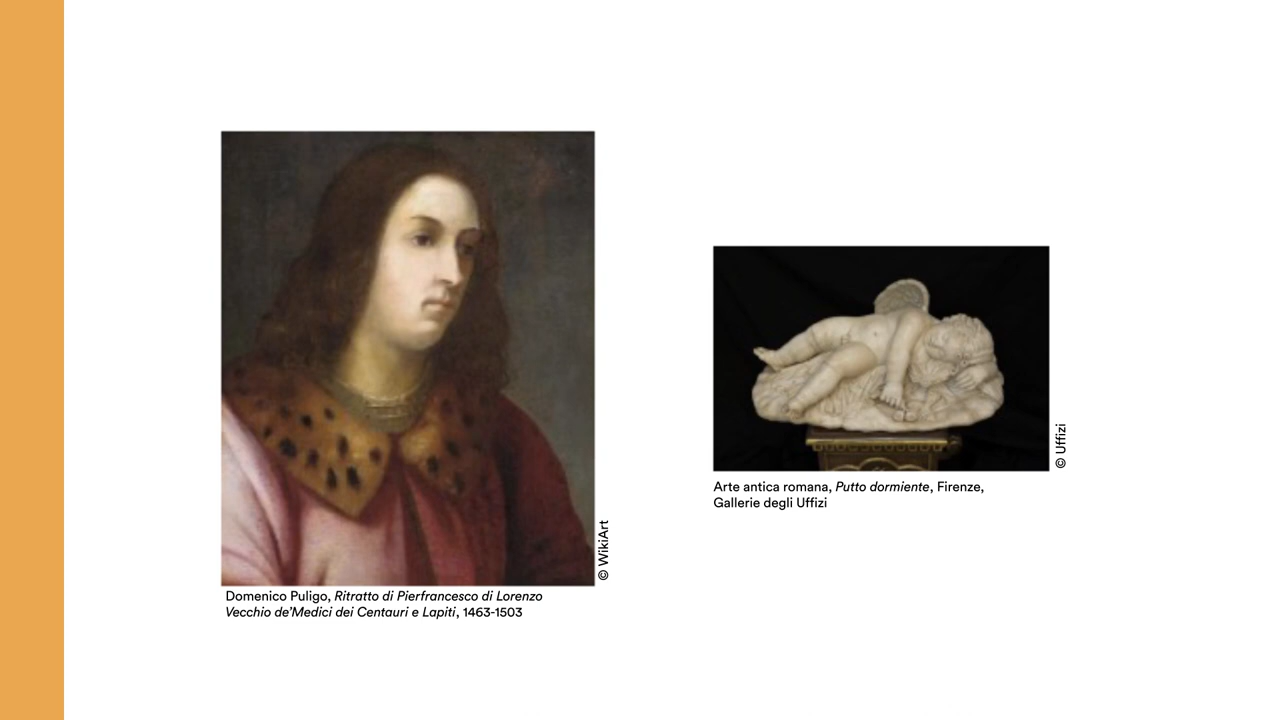 © WikiArt
Domenico Puligo, Ritratto di Pierfrancesco di Lorenzo
Vecchio de’Medici dei Centauri e Lapiti, 1463-1503
© Uffizi
Arte antica romana, Putto dormiente, Firenze,
Gallerie degli Uffizi